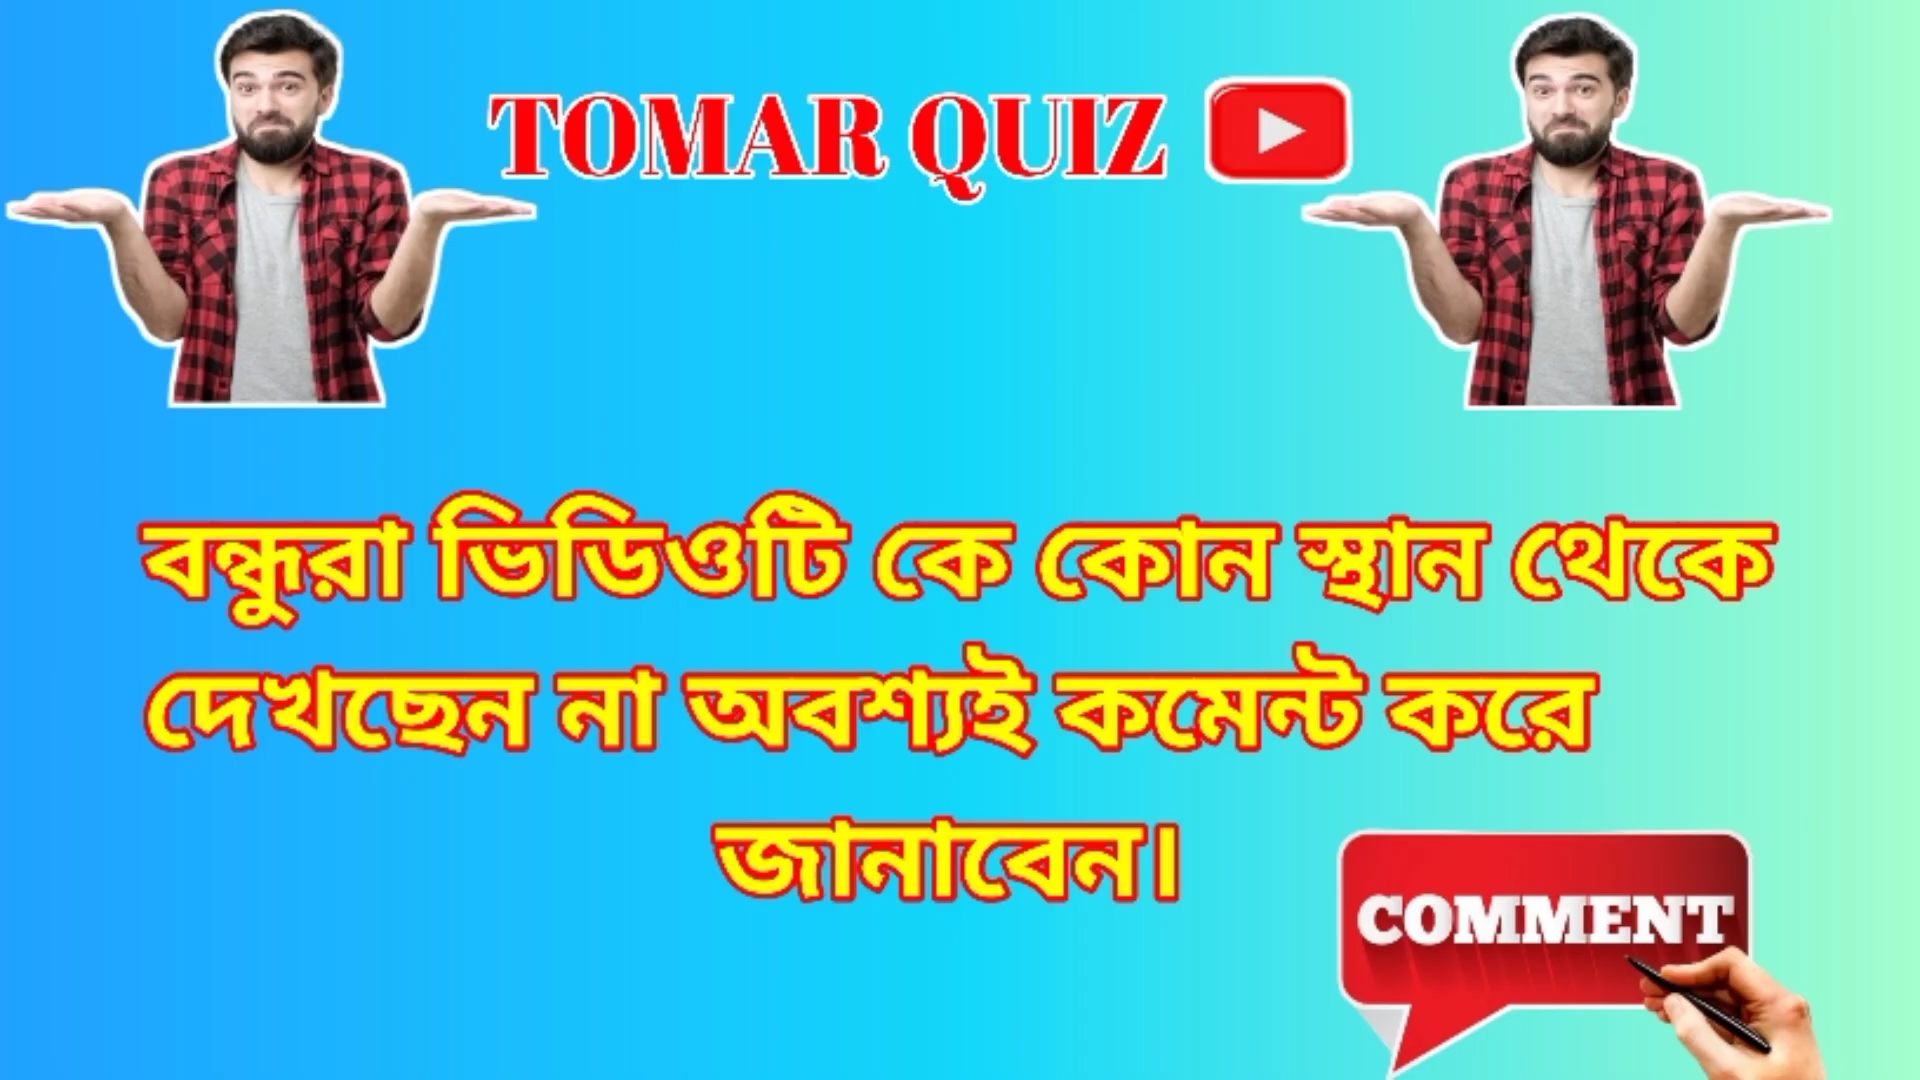 TOMAR QUIZ
বন্ধুরা ভিডিওটি কে কোন স্থান থেকে
দেখছেন না অবশ্যই কমেন্ট করে
জানাবেন।
COMMENT